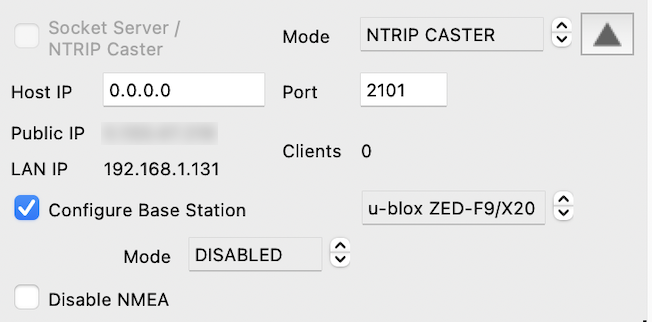 Socket Server /
NTRIP Caster
Mode NTRIP CASTER
Host IP 0.0.0.0 Port 2101
Public IP
Clients 0
LAN IP 192.168.1.131
Configure Base Station u-blox ZED-F9/X20
Mode DISABLED
Disable NMEA